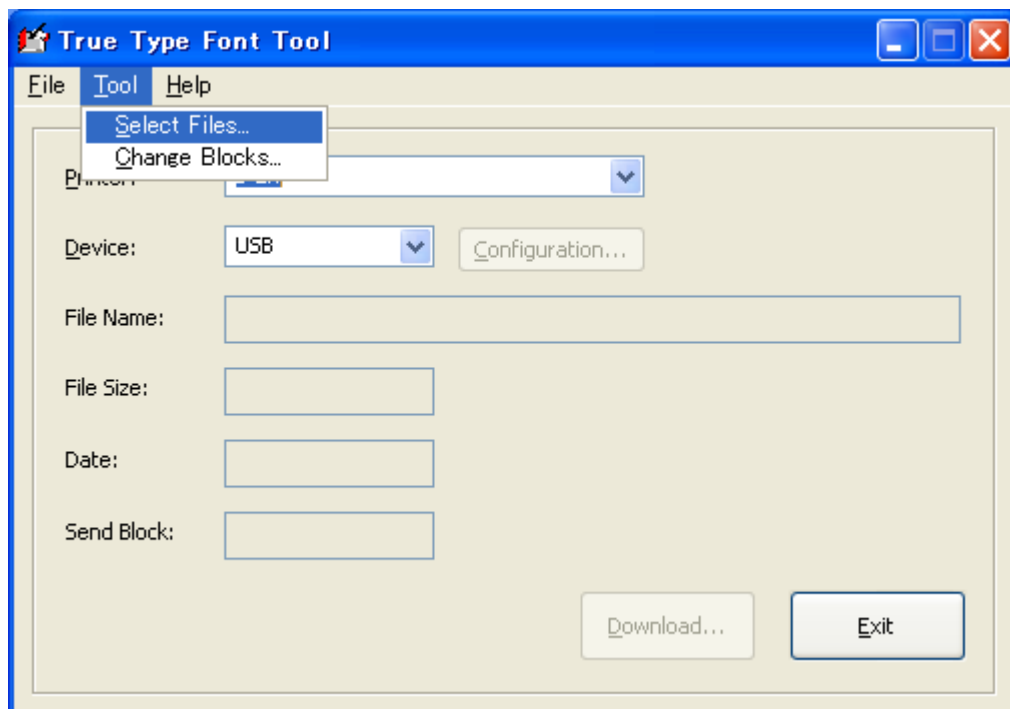 True Type Font Tool
File Tool Help
Select Files...
Change Blocks...
Device: USB Configuration...
File Name:
File Size:
Date:
Send Block:
Download... Exit